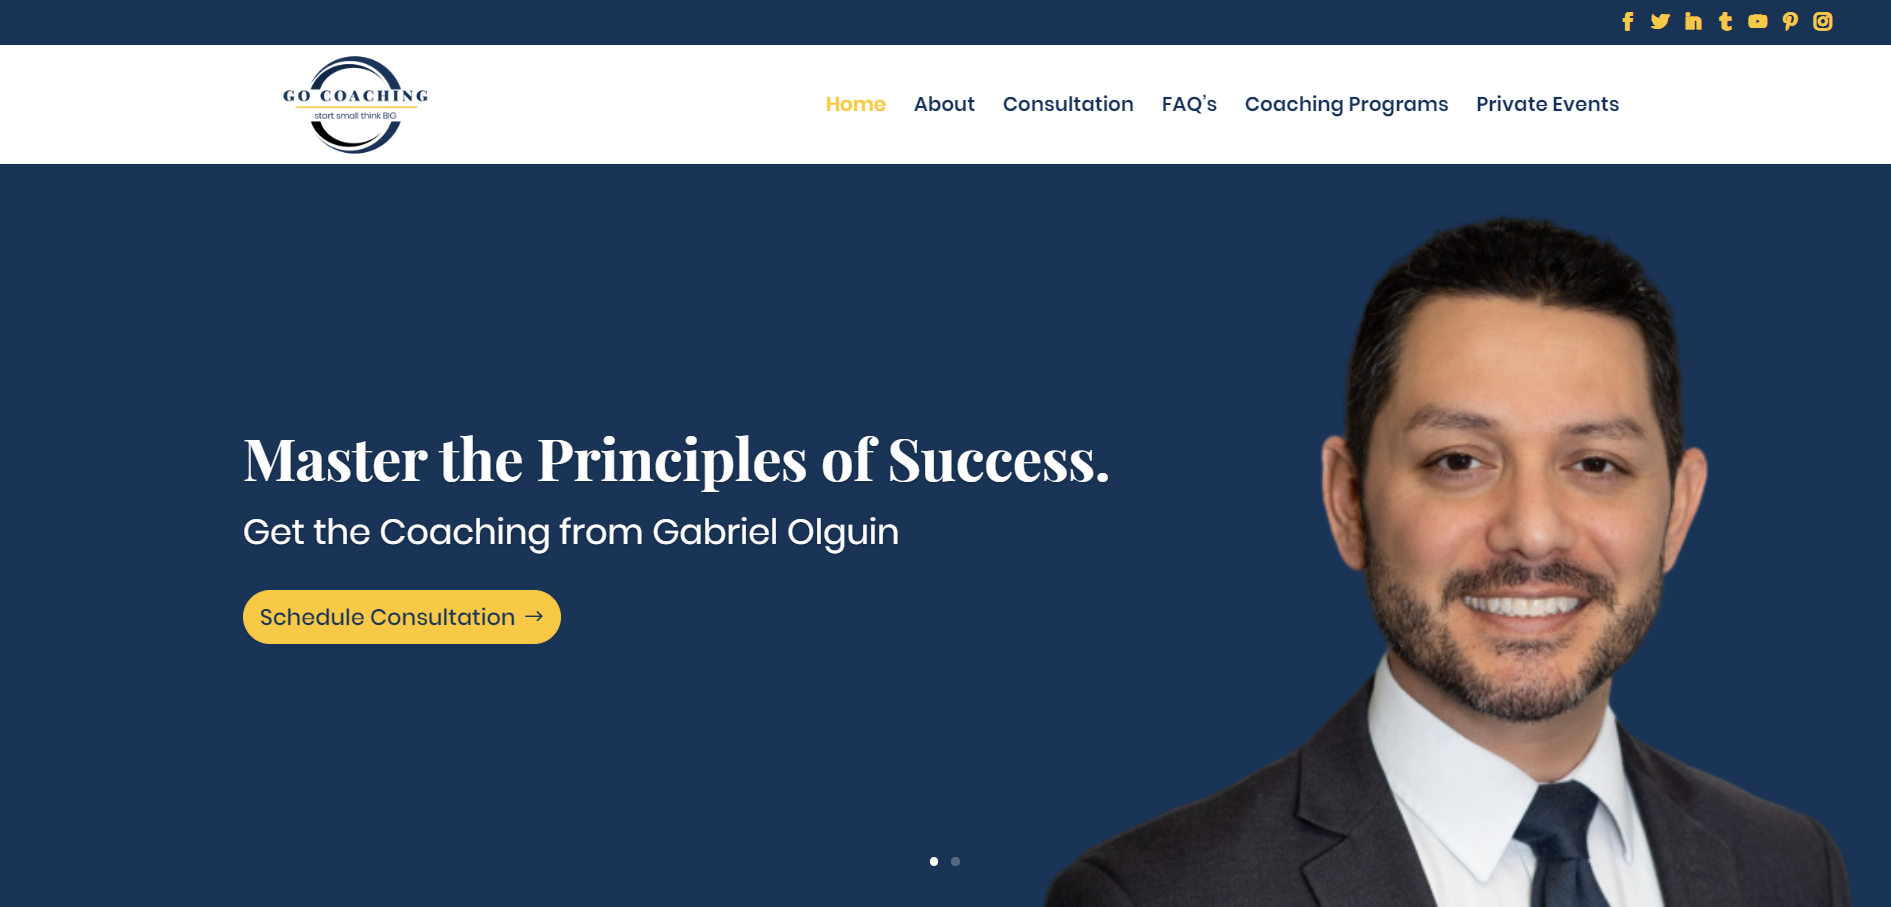 GO COACHING
start small think BIG
Home About Consultation FAQ's Coaching Programs Private Events
Master the Principles of Success.
Get the Coaching from Gabriel Olguin
Schedule Consultation →